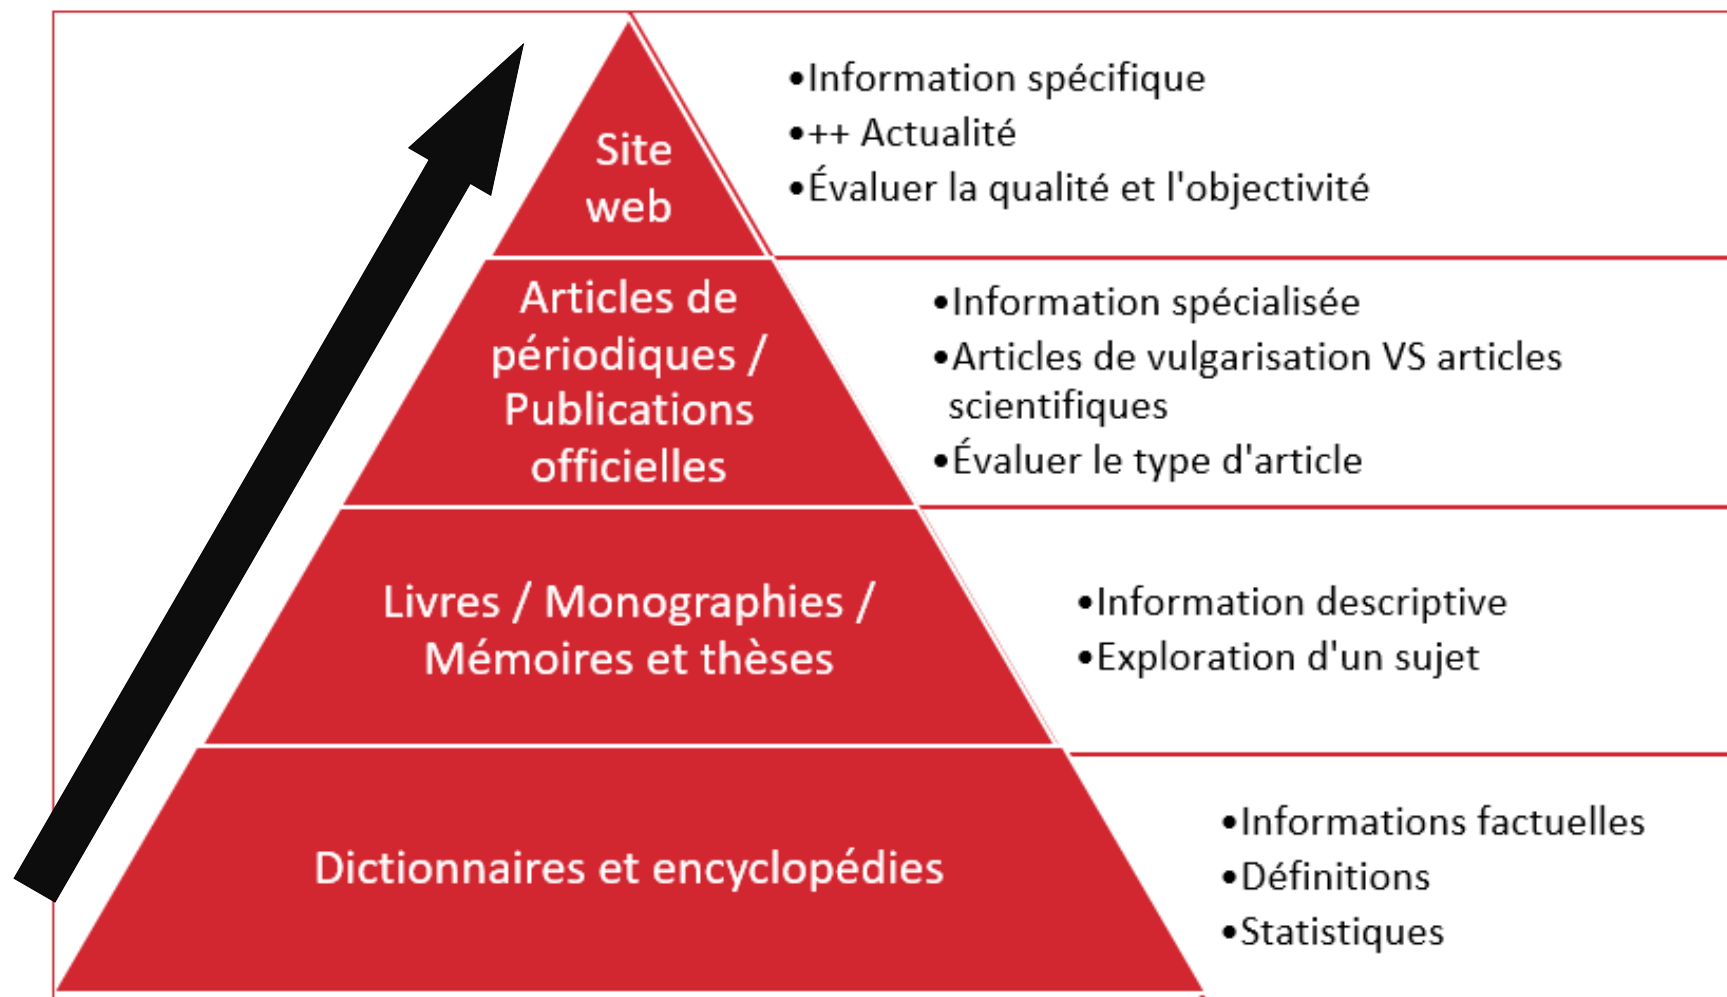 Site
web
•Information spécifique
•++ Actualité
•Évaluer la qualité et l'objectivité
Articles de
périodiques /
Publications
officielles
•Information spécialisée
•Articles de vulgarisation VS articles
scientifiques
•Évaluer le type d'article
Livres / Monographies /
Mémoires et thèses
•Information descriptive
•Exploration d'un sujet
Dictionnaires et encyclopédies
•Informations factuelles
•Définitions
•Statistiques